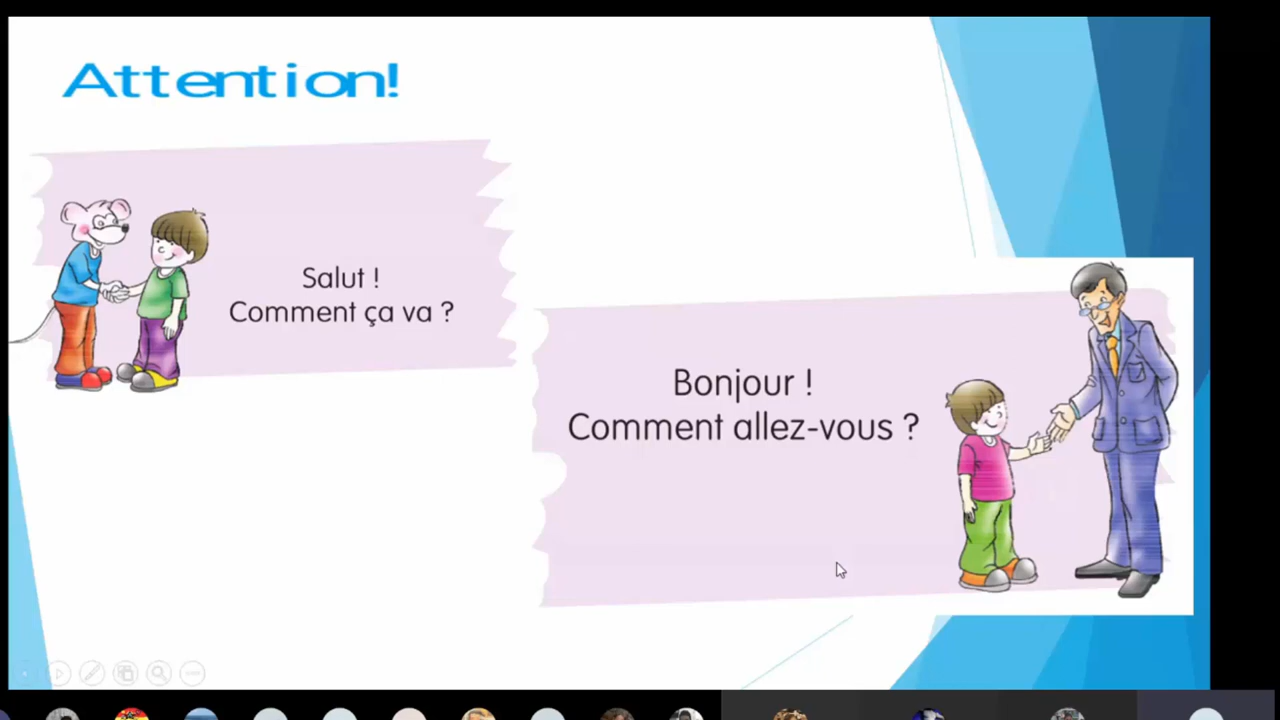 Attention!
Salut !
Comment ça va ?
Bonjour !
Comment allez-vous ?